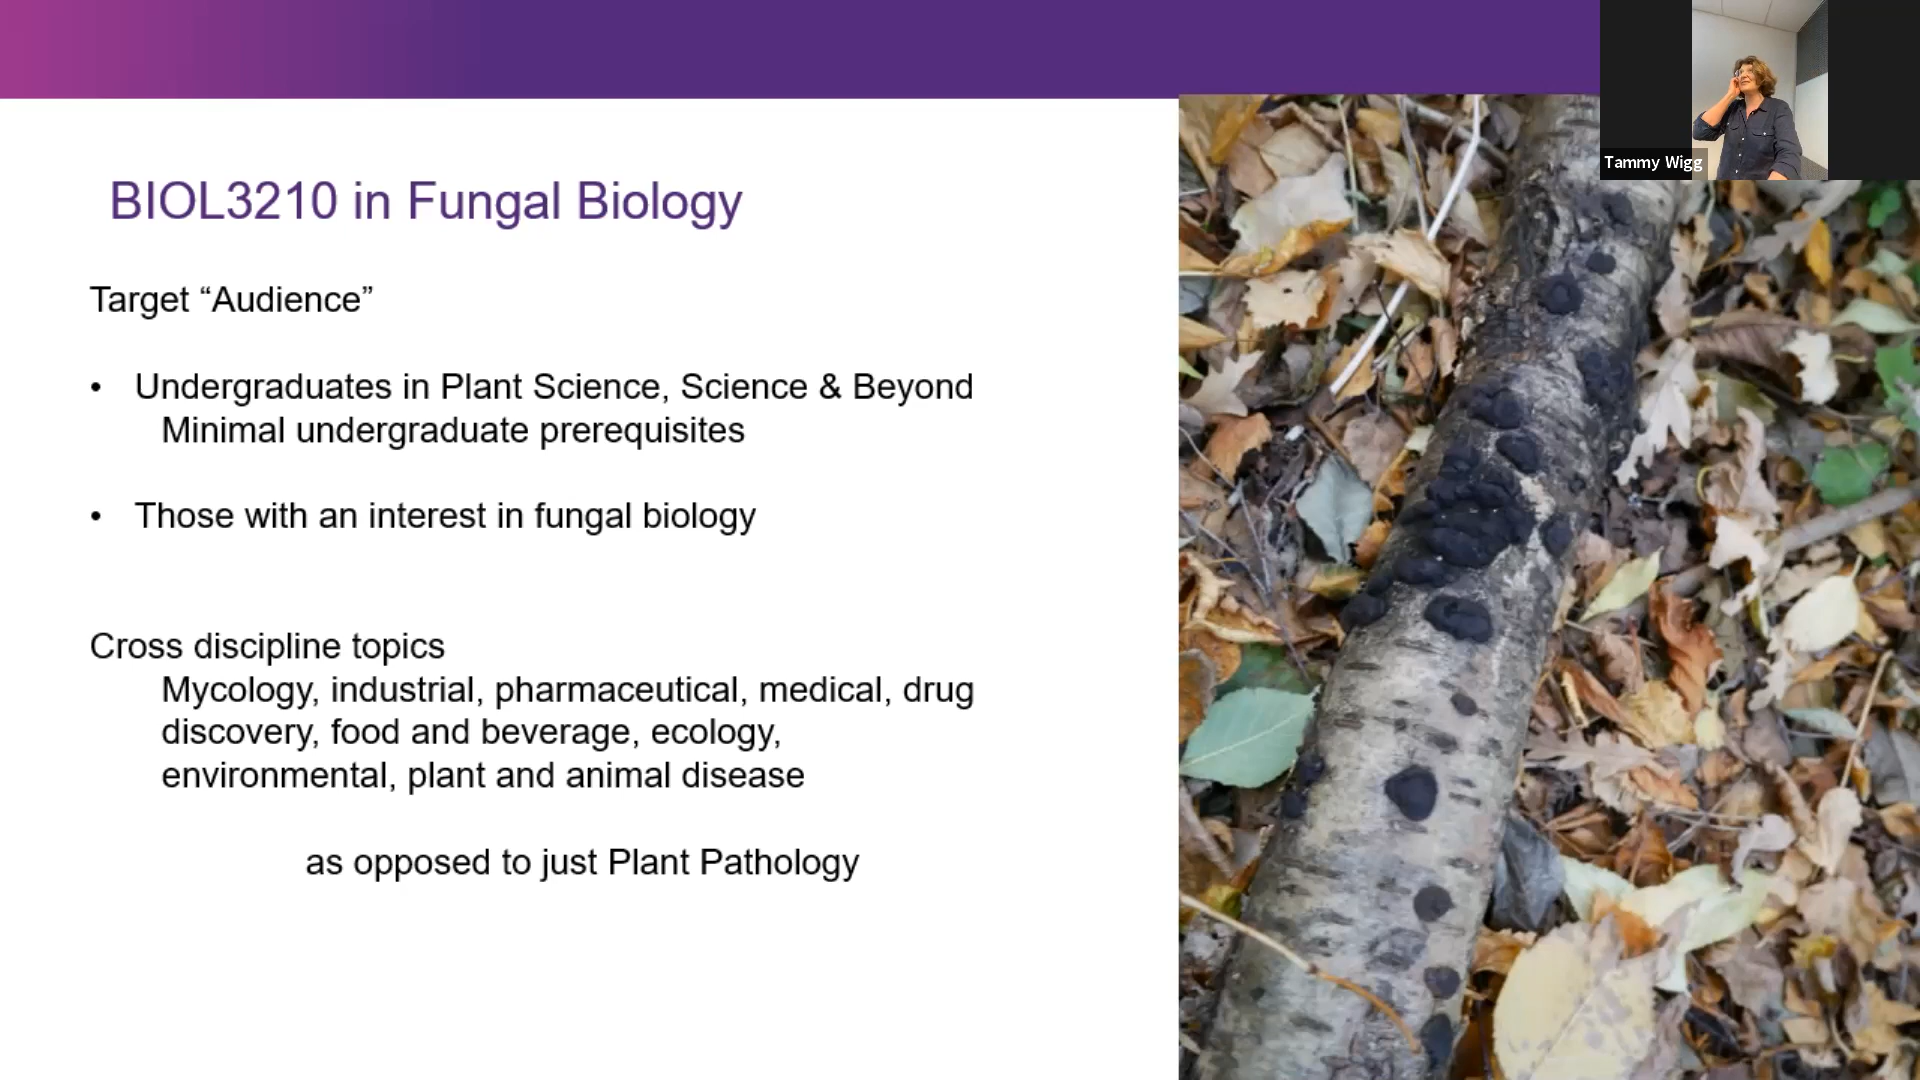 Tammy Wigg
BIOL3210 in Fungal Biology
Target “Audience”
• Undergraduates in Plant Science, Science & Beyond
Minimal undergraduate prerequisites
• Those with an interest in fungal biology
Cross discipline topics
Mycology, industrial, pharmaceutical, medical, drug
discovery, food and beverage, ecology,
environmental, plant and animal disease
as opposed to just Plant Pathology